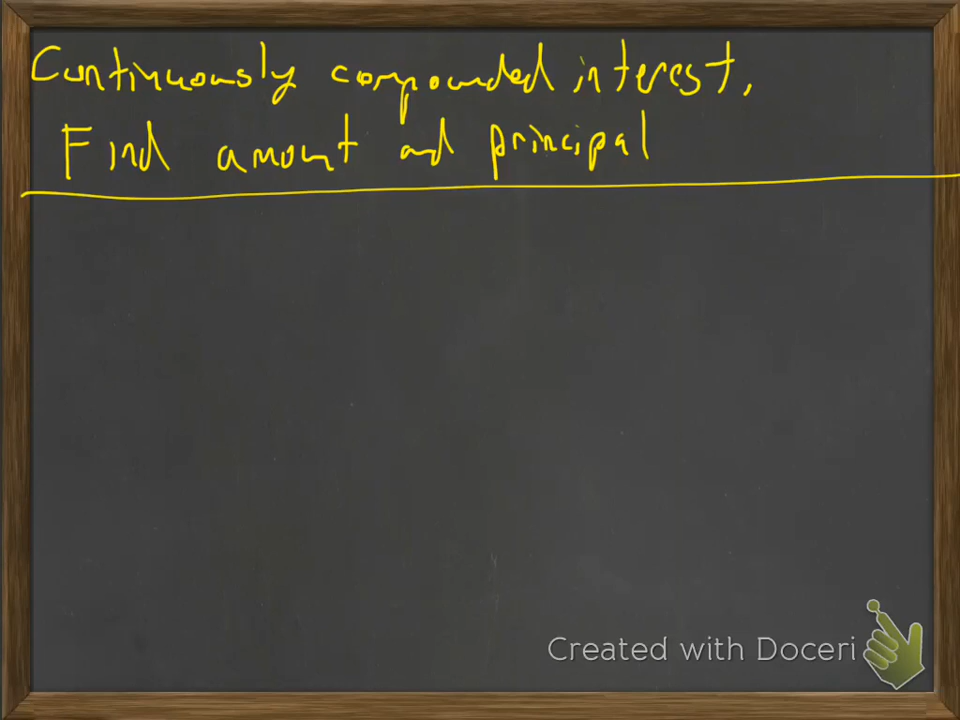 Continuously compounded interest,
Find amount and principal
Created with Doceri